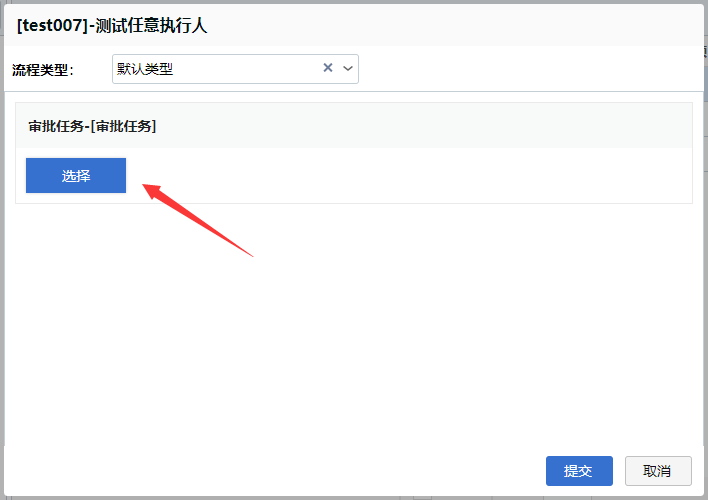 [test007]-测试任意执行人
流程类型：
默认类型
审批任务-[审批任务]
选择
提交
取消